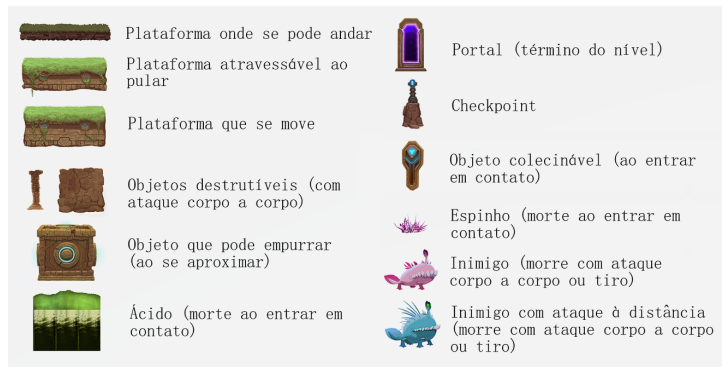 Plataforma onde se pode andar
Plataforma atravessável ao
pular
Plataforma que se move
Objetos destrutíveis (com
ataque corpo a corpo)
Objeto que pode empurrar
(ao se aproximar)
Ácido (morte ao entrar em
contato)
Portal (término do nível)
Checkpoint
Objeto colecinável (ao entrar
em contato)
Espinho (morte ao entrar em
contato)
Inimigo (morre com ataque
corpo a corpo ou tiro)
Inimigo com ataque à distância
(morre com ataque corpo a corpo
ou tiro)